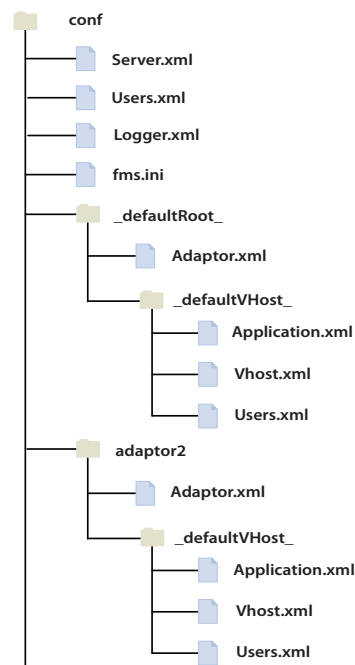 conf
Server.xml
Users.xml
Logger.xml
fms.ini
_defaultRoot_
Adaptor.xml
_defaultVHost_
Application.xml
Vhost.xml
Users.xml
adaptor2
Adaptor.xml
_defaultVHost_
Application.xml
Vhost.xml
Users.xml